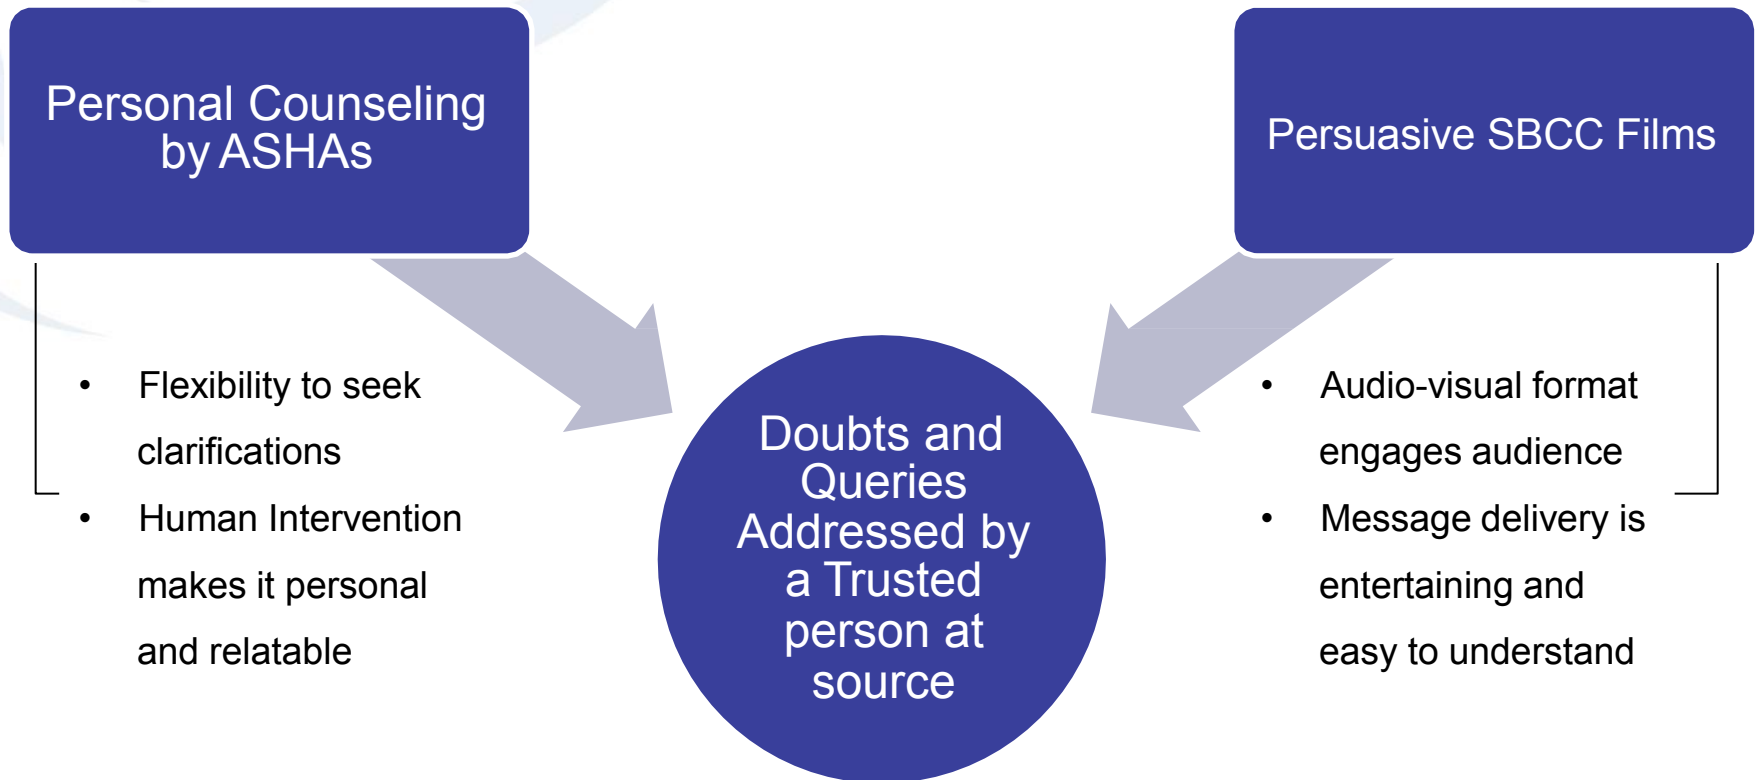 Personal Counseling
by ASHAs
Persuasive SBCC Films
• Flexibility to seek
clarifications
• Human Intervention
makes it personal
and relatable
Doubts and
Queries
Addressed by
a Trusted
person at
source
• Audio-visual format
engages audience
• Message delivery is
entertaining and
easy to understand